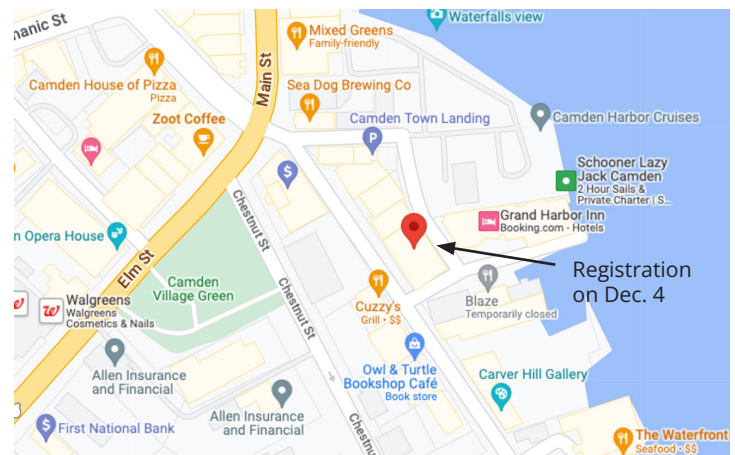 Waterfalls view
hanic St
Mixed Greens
Family-friendly
Main St
Camden House of Pizza
Pizza
Sea Dog Brewing Co
Zoot Coffee
Camden Town Landing
P
Camden Harbor Cruises
$
Schooner Lazy
Jack Camden
2 Hour Sails &
Private Charter | S...
Grand Harbor Inn
Booking.com - Hotels
Chestnut St
n Opera House
Elm St
Camden
Village Green
Registration
on Dec. 4
Chestnut St
Blaze
Temporarily closed
w
w
Walgreens
Walgreens
Cosmetics & Nails
Cuzzy's
Grill • $$
Owl & Turtle
Bookshop Café
Book store
Allen Insurance
and Financial
Carver Hill Gallery
Allen Insurance
and Financial
$
First National Bank
The Waterfront
Seafood • $$